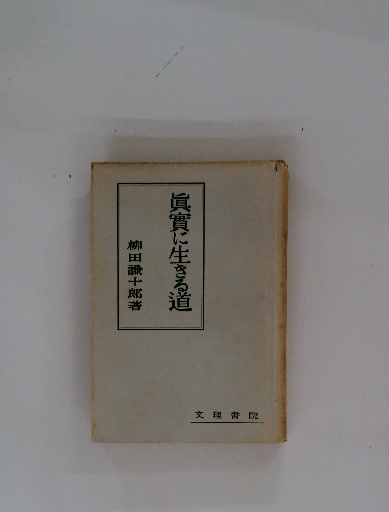 眞實に生きる道
柳田謙十郎著
文理書院